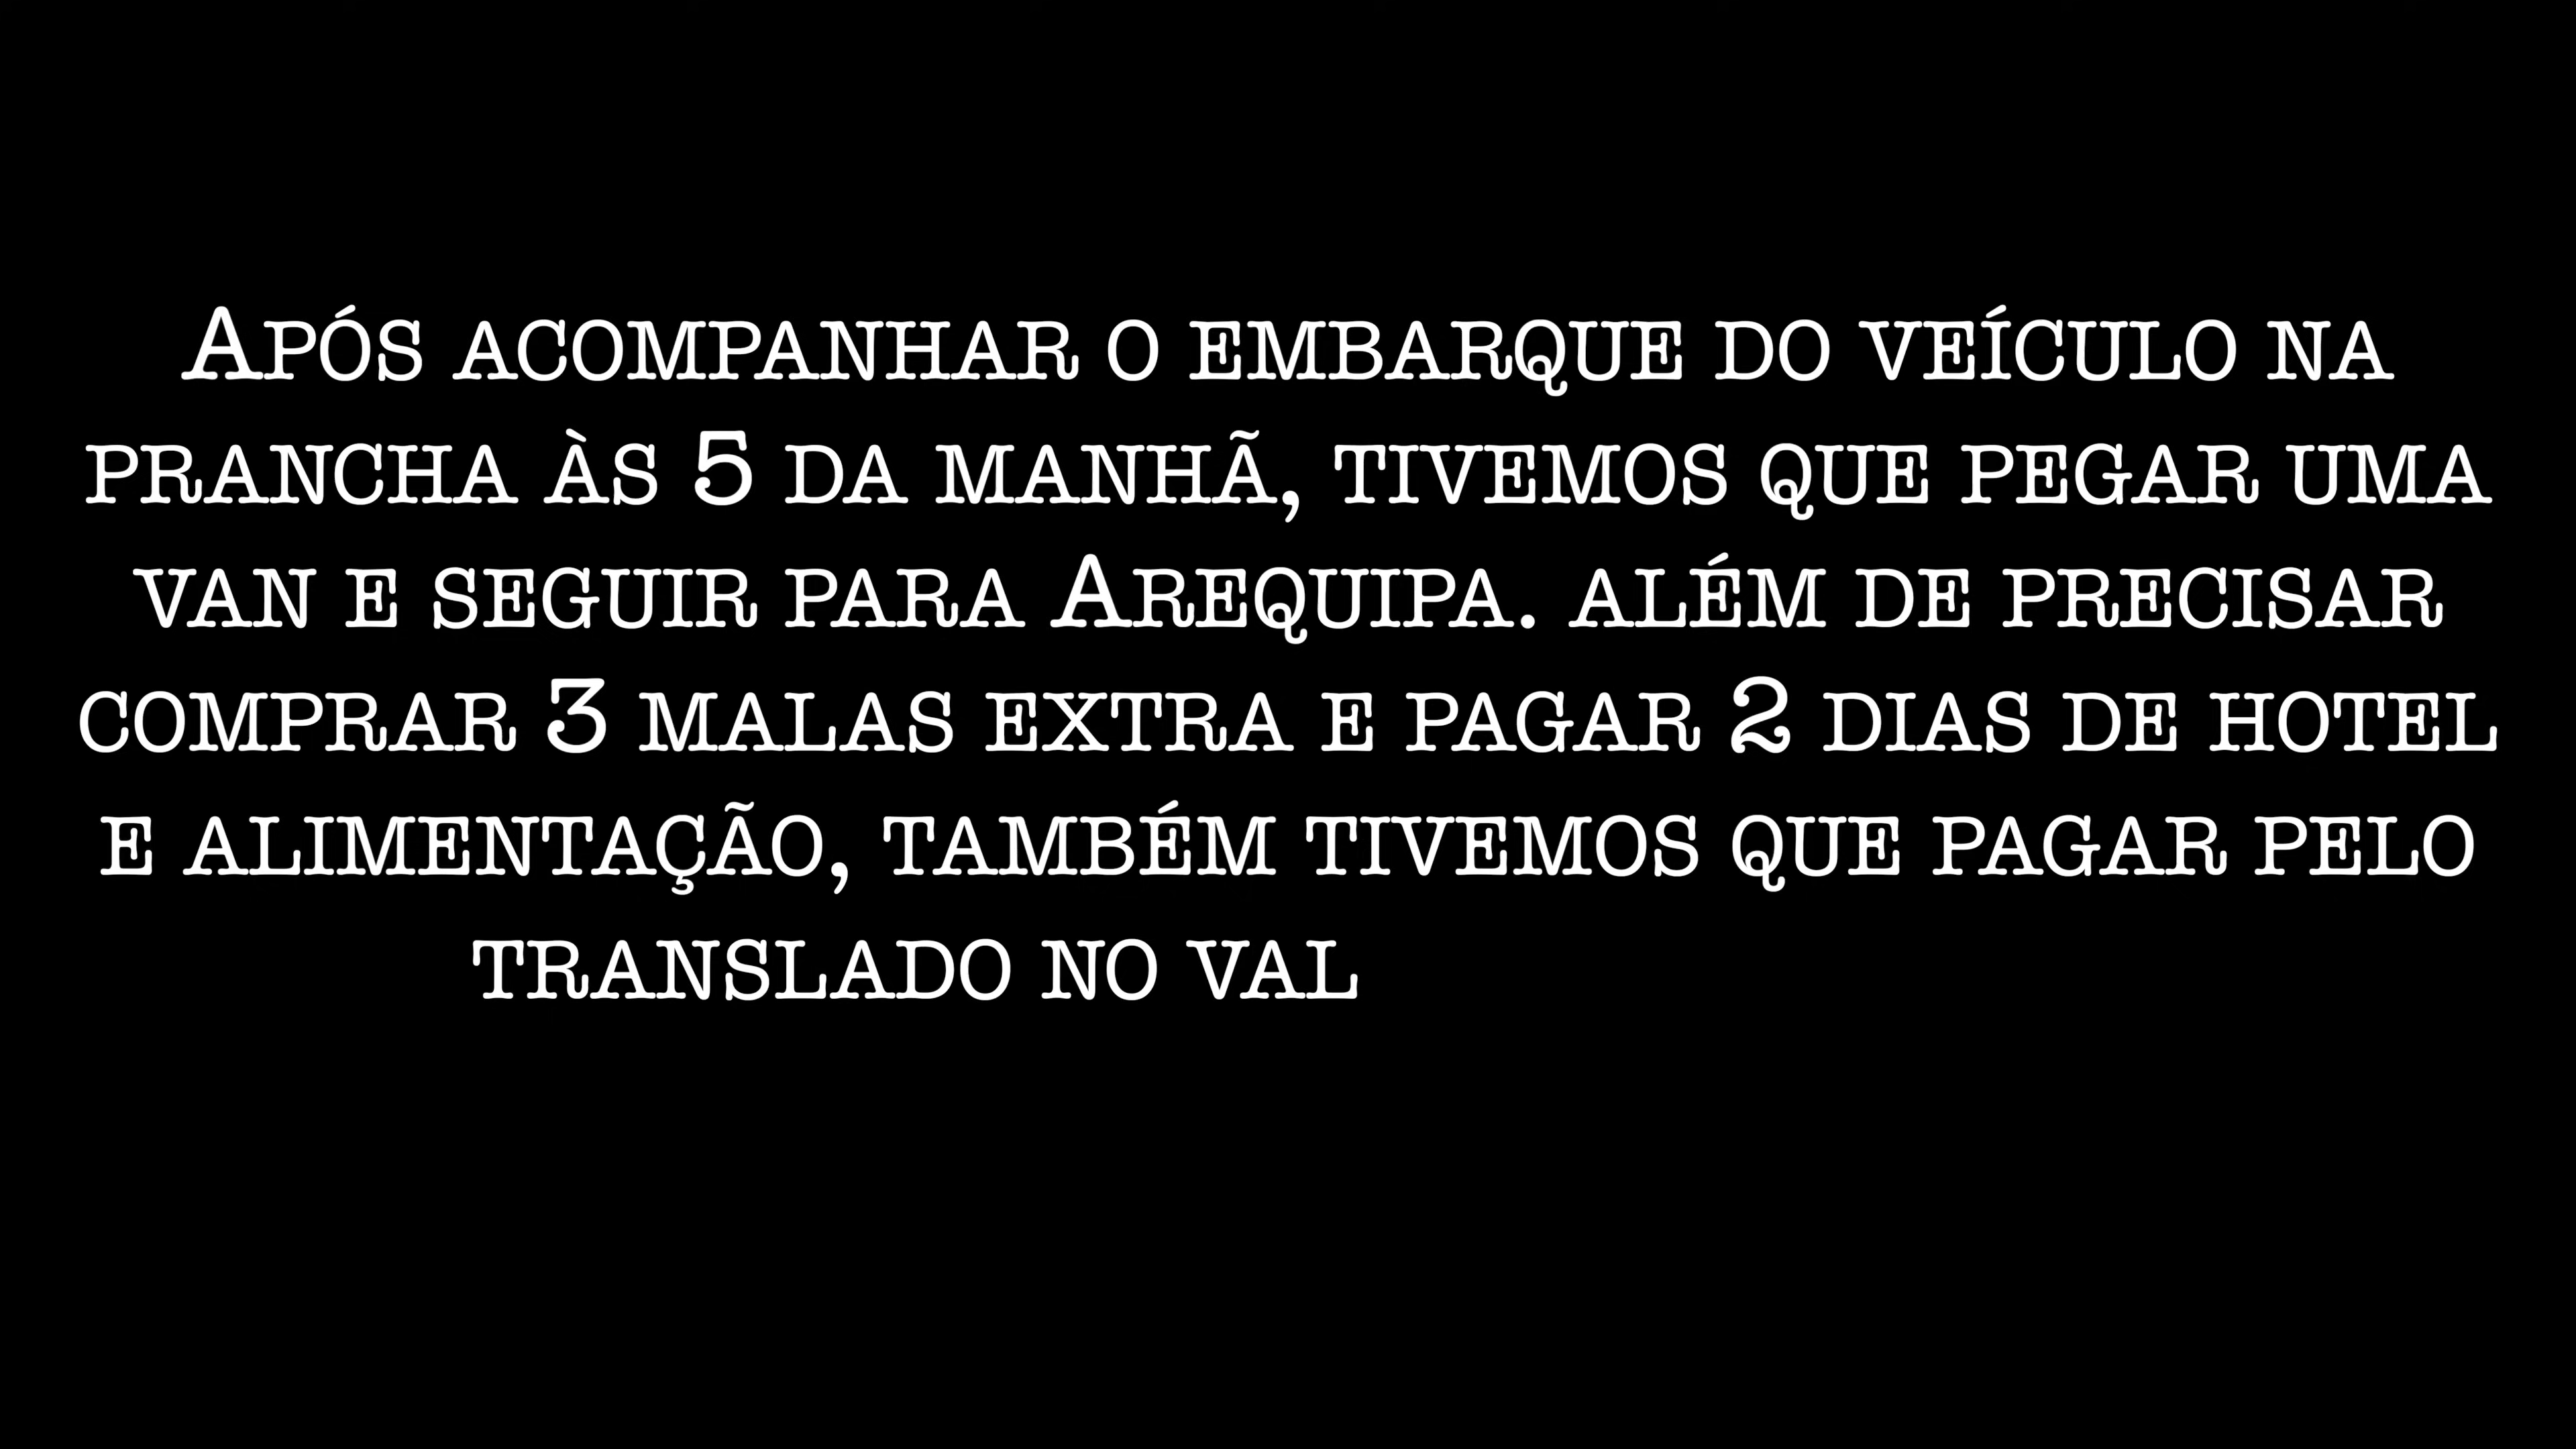 Após acompanhar o embarque do veículo na
prancha às 5 da manhã, tivemos que pegar uma
van e seguir para Arequipa. além de precisar
comprar 3 malas extra e pagar 2 dias de hotel
e alimentação, também tivemos que pagar pelo
translado no val